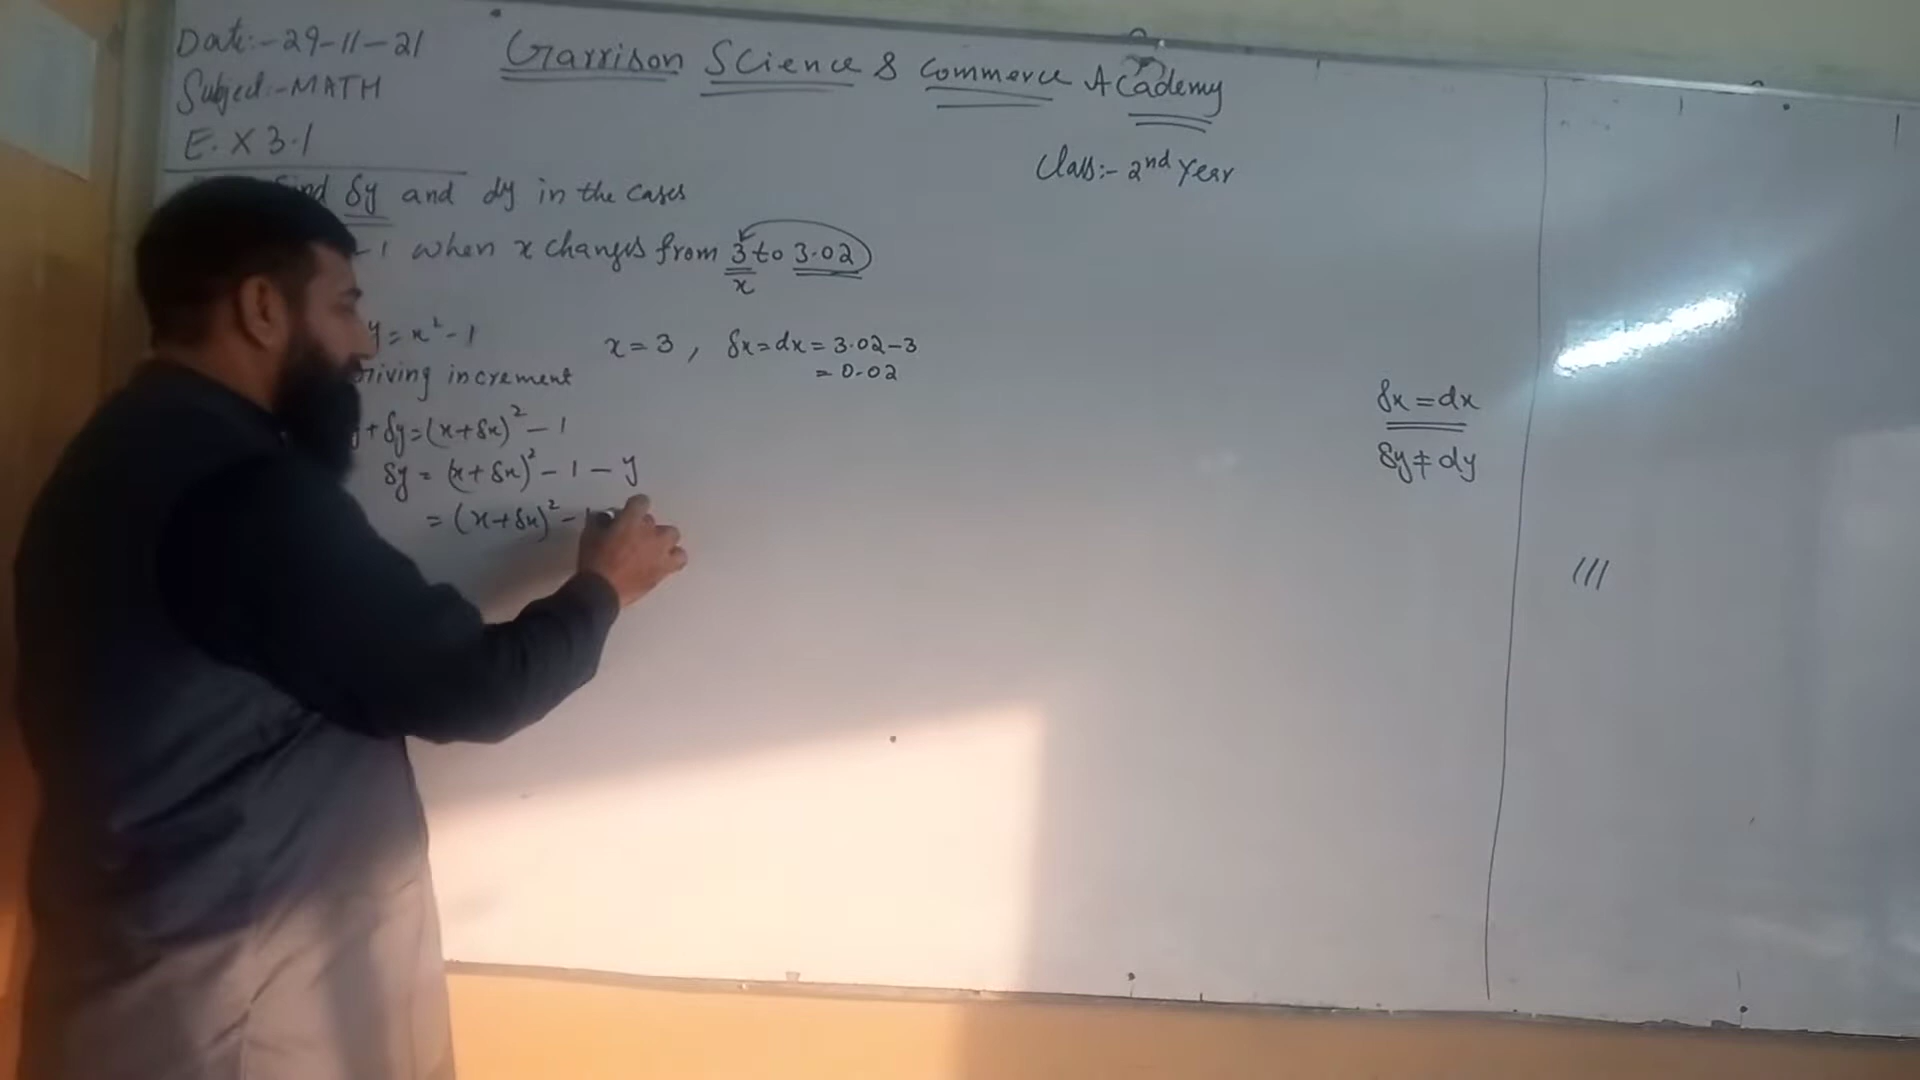 Date:-29-11-21
Garrison Science & Commerce Academy
Subject:-MATH
E.X 3.1
Class:- 2nd Year
δy and dy in the cases
-1 when x changes from 3 to 3.02
x
y = x² - 1
x = 3 , δx = dx = 3.02-3
= 0.02
increment
+ δy = (x+δx)² - 1
δy = (x+δx)² - 1 - y
= (x+δx)² -
δx = dx
δy ≠ dy
///